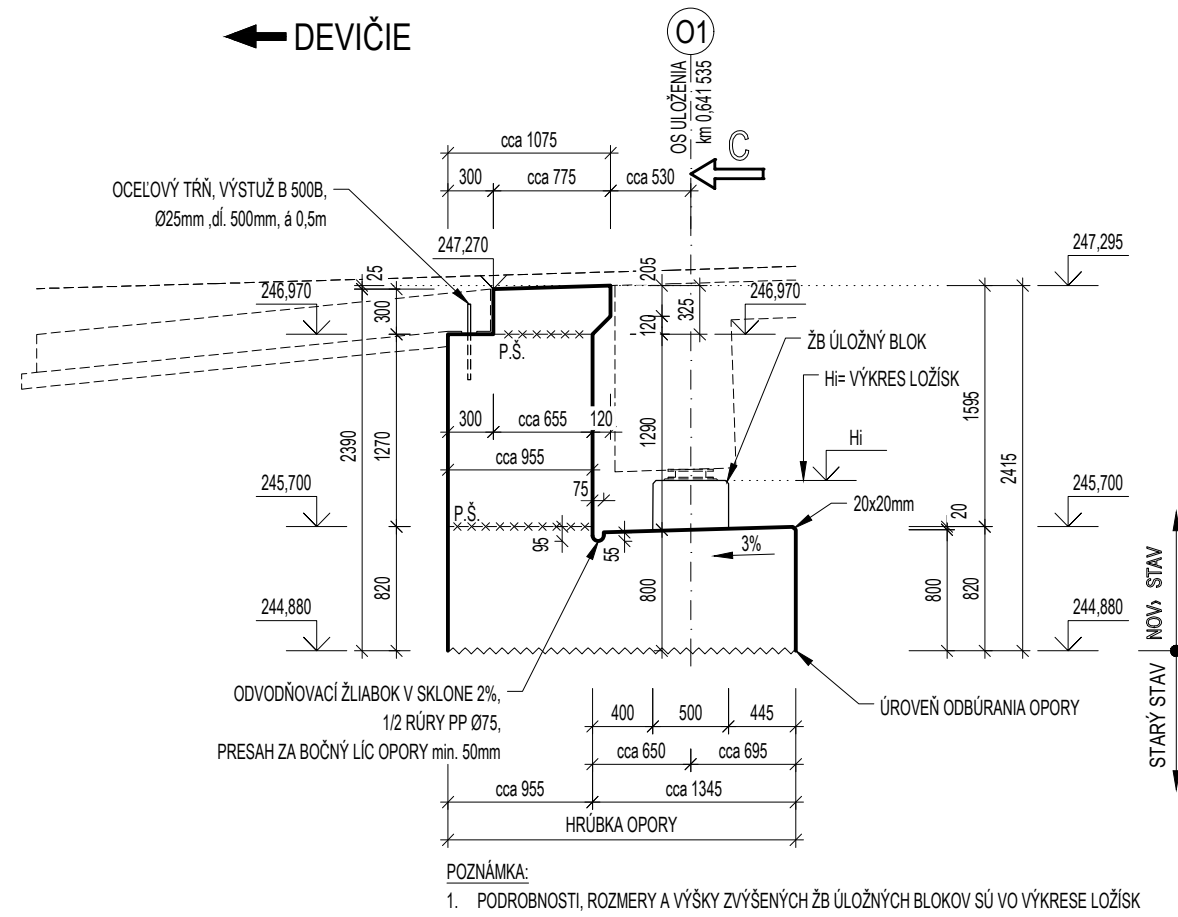 DEVIČIE
O1
OS ULOŽENIA
km 0,641 535
C
cca 1075
300
cca 775
cca 530
OCEĽOVÝ TŔŇ, VÝSTUŽ B 500B,
Ø25mm ,dĺ. 500mm, á 0,5m
247,270
247,295
25
205
246,970
300
120
325
246,970
P.Š.
ŽB ÚLOŽNÝ BLOK
Hi= VÝKRES LOŽÍSK
300
cca 655
120
1290
1595
2390
1270
Hi
2415
cca 955
75
245,700
245,700
20x20mm
20
P.Š.
95
55
3%
820
800
800
820
244,880
244,880
NOV› STAV
STARÝ STAV
ODVODŇOVACÍ ŽLIABOK V SKLONE 2%,
1/2 RÚRY PP Ø75,
PRESAH ZA BOČNÝ LÍC OPORY min. 50mm
400
500
445
ÚROVEŇ ODBÚRANIA OPORY
cca 650
cca 695
cca 955
cca 1345
HRÚBKA OPORY
POZNÁMKA:
1. PODROBNOSTI, ROZMERY A VÝŠKY ZVÝŠENÝCH ŽB ÚLOŽNÝCH BLOKOV SÚ VO VÝKRESE LOŽÍSK